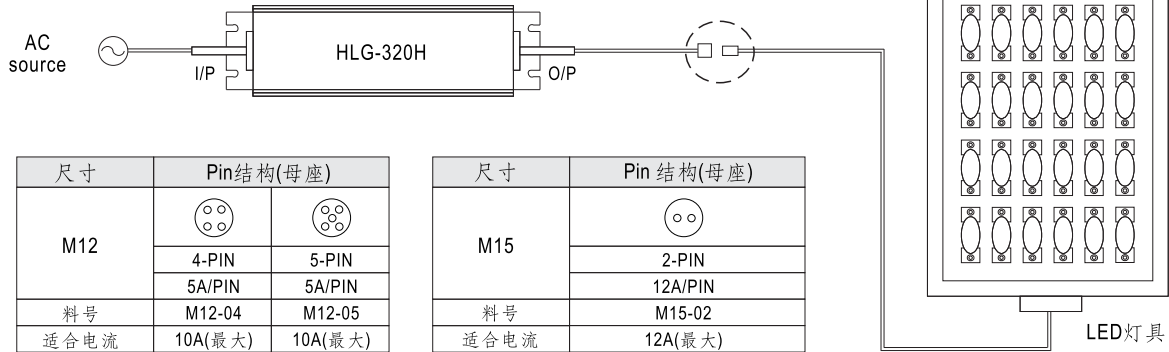 AC
source
I/P
HLG-320H
O/P
尺寸 Pin结构(母座)
M12
4-PIN 5-PIN
5A/PIN 5A/PIN
料号 M12-04 M12-05
适合电流 10A(最大) 10A(最大)
尺寸 Pin 结构(母座)
M15
2-PIN
12A/PIN
料号 M15-02
适合电流 12A(最大)
LED灯具